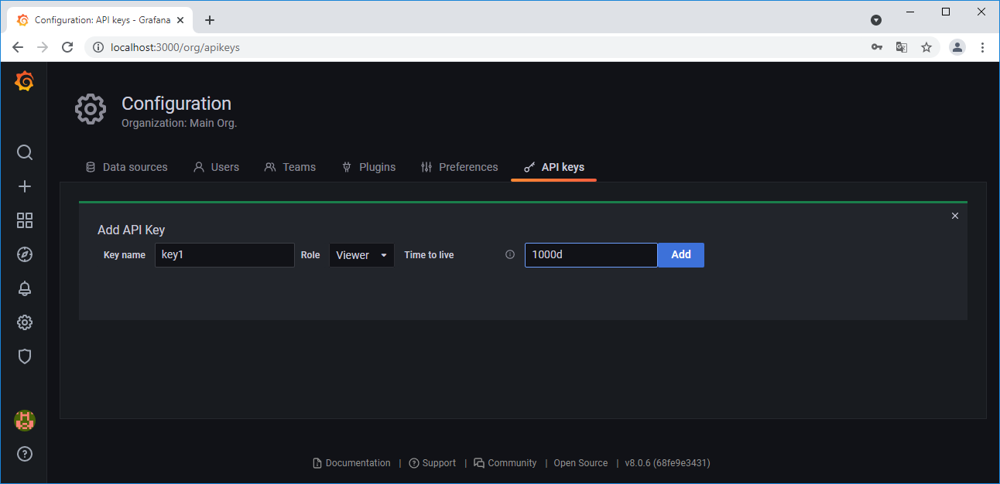 Configuration: API keys - Grafana
localhost:3000/org/apikeys
Configuration
Organization: Main Org.
Data sources Users Teams Plugins Preferences API keys
Add API Key
Key name key1 Role Viewer Time to live 1000d Add
Documentation | Support | Community | Open Source | v8.0.6 (68fe9e3431)